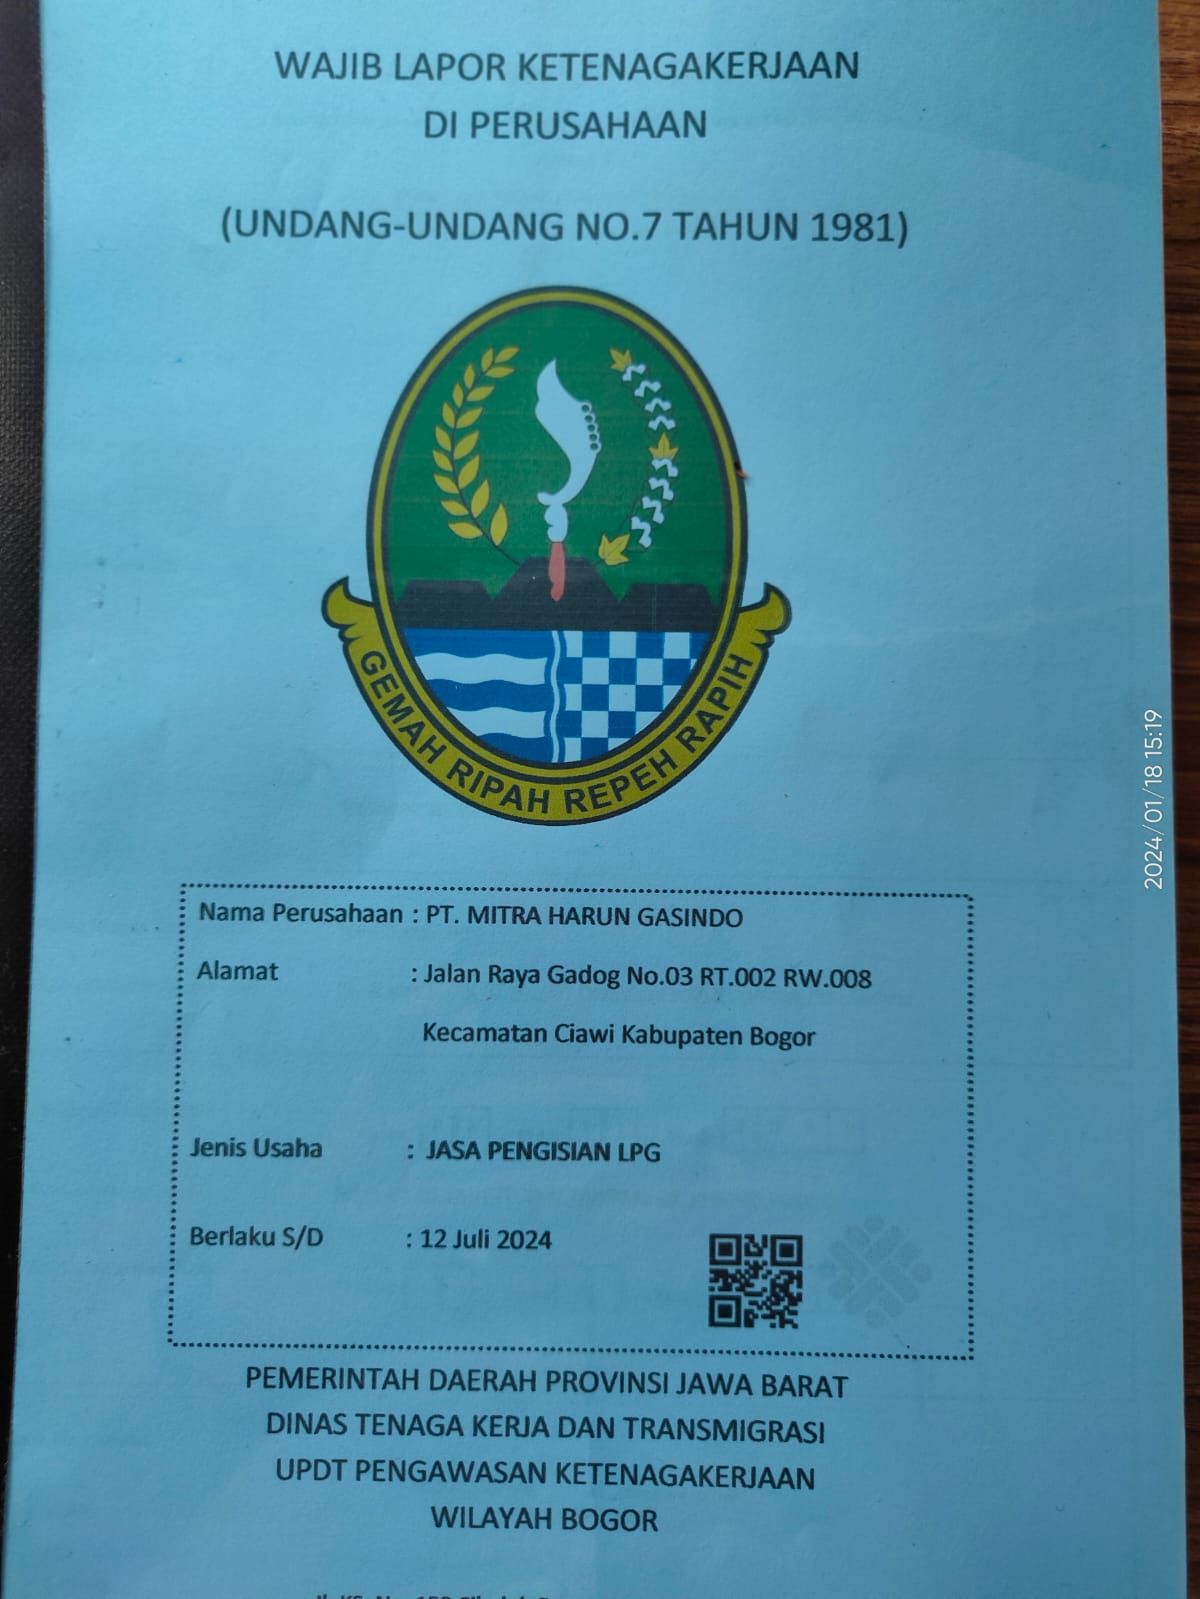 WAJIB LAPOR KETENAGAKERJAAN
DI PERUSAHAAN
(UNDANG-UNDANG NO.7 TAHUN 1981)
GEMAH RIPAH REPEH RAPIH
Nama Perusahaan : PT. MITRA HARUN GASINDO
Alamat : Jalan Raya Gadog No.03 RT.002 RW.008
Kecamatan Ciawi Kabupaten Bogor
Jenis Usaha : JASA PENGISIAN LPG
Berlaku S/D : 12 Juli 2024
PEMERINTAH DAERAH PROVINSI JAWA BARAT
DINAS TENAGA KERJA DAN TRANSMIGRASI
UPDT PENGAWASAN KETENAGAKERJAAN
WILAYAH BOGOR
2024/01/18 15:19